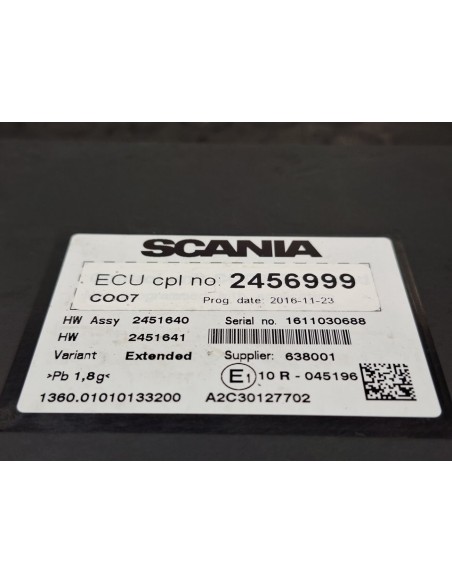 SCANIA
ECU cpl no: 2456999
COO7 Prog date: 2016-11-23
HW Assy 2451640 Serial no. 1611030688
HW 2451641
Variant Extended Supplier: 638001
>Pb 1,8g< E1 10 R - 045196
1360.01010133200 A2C30127702